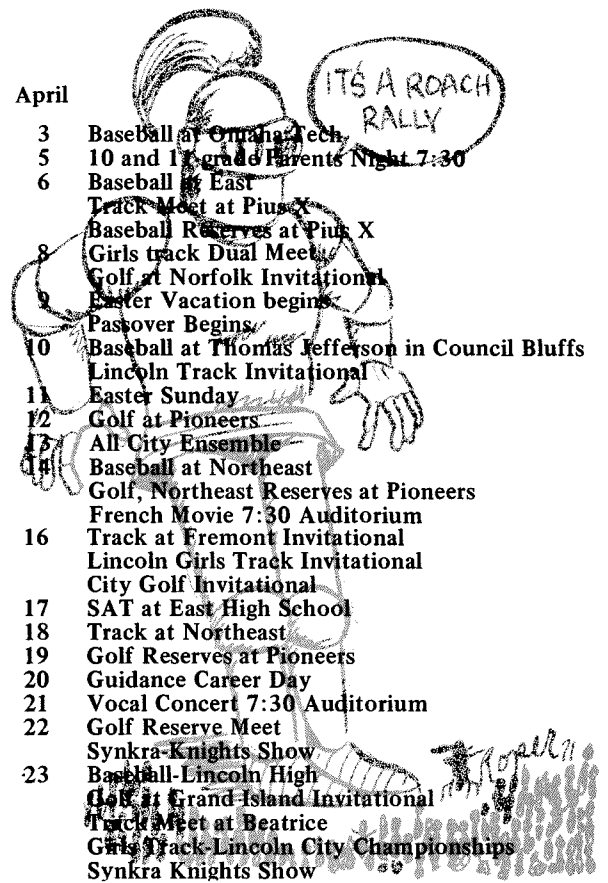 IT'S A ROACH
RALLY
April
3 Baseball at Omaha Tech
5 10 and 11 grade Parents Night 7:30
6 Baseball at East
Track Meet at Pius X
Baseball Reserves at Pius X
8 Girls track Dual Meet
Golf at Norfolk Invitational
9 Easter Vacation begins
Passover Begins
10 Baseball at Thomas Jefferson in Council Bluffs
Lincoln Track Invitational
11 Easter Sunday
12 Golf at Pioneers
13 All City Ensemble
14 Baseball at Northeast
Golf, Northeast Reserves at Pioneers
French Movie 7:30 Auditorium
16 Track at Fremont Invitational
Lincoln Girls Track Invitational
City Golf Invitational
17 SAT at East High School
18 Track at Northeast
19 Golf Reserves at Pioneers
20 Guidance Career Day
21 Vocal Concert 7:30 Auditorium
22 Golf Reserve Meet
Synkra-Knights Show
23 Baseball-Lincoln High
Golf at Grand Island Invitational
Track Meet at Beatrice
Girls Track-Lincoln City Championships
Synkra Knights Show